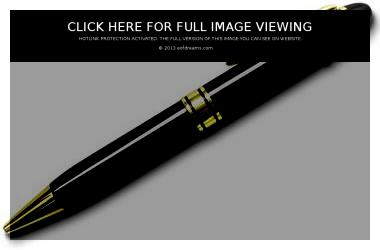 CLICK HERE FOR FULL IMAGE VIEWING
HOTLINK PROTECTION ACTIVATED. THE FULL VERSION OF THIS IMAGE YOU CAN SEE ON WEBSITE.
© 2013 eofdreams.com